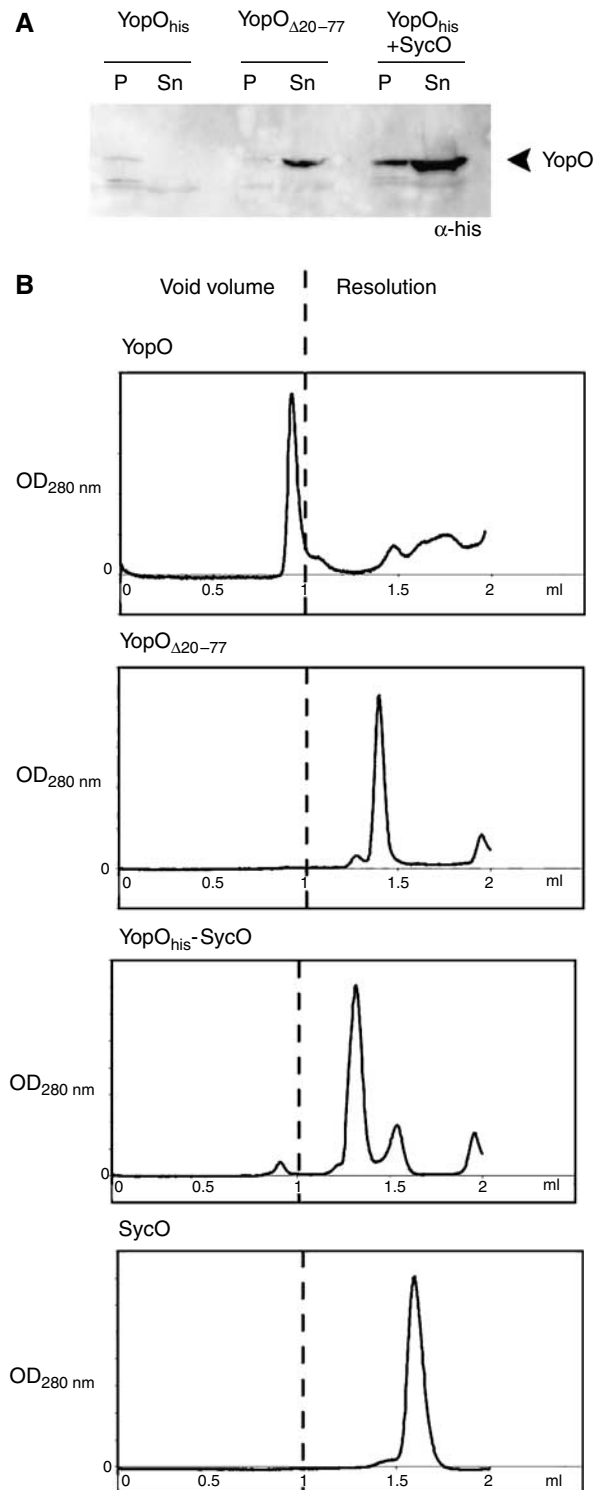 A
YopOhis YopOΔ20–77 YopOhis
+SycO
P Sn P Sn P Sn
YopO
α-his
B
Void volume Resolution
YopO
OD280 nm
0
0 0.5 1 1.5 2 ml
YopOΔ20–77
OD280 nm
0
0 0.5 1 1.5 2 ml
YopOhis-SycO
OD280 nm
0
0 0.5 1 1.5 2 ml
SycO
OD280 nm
0
0 0.5 1 1.5 2 ml